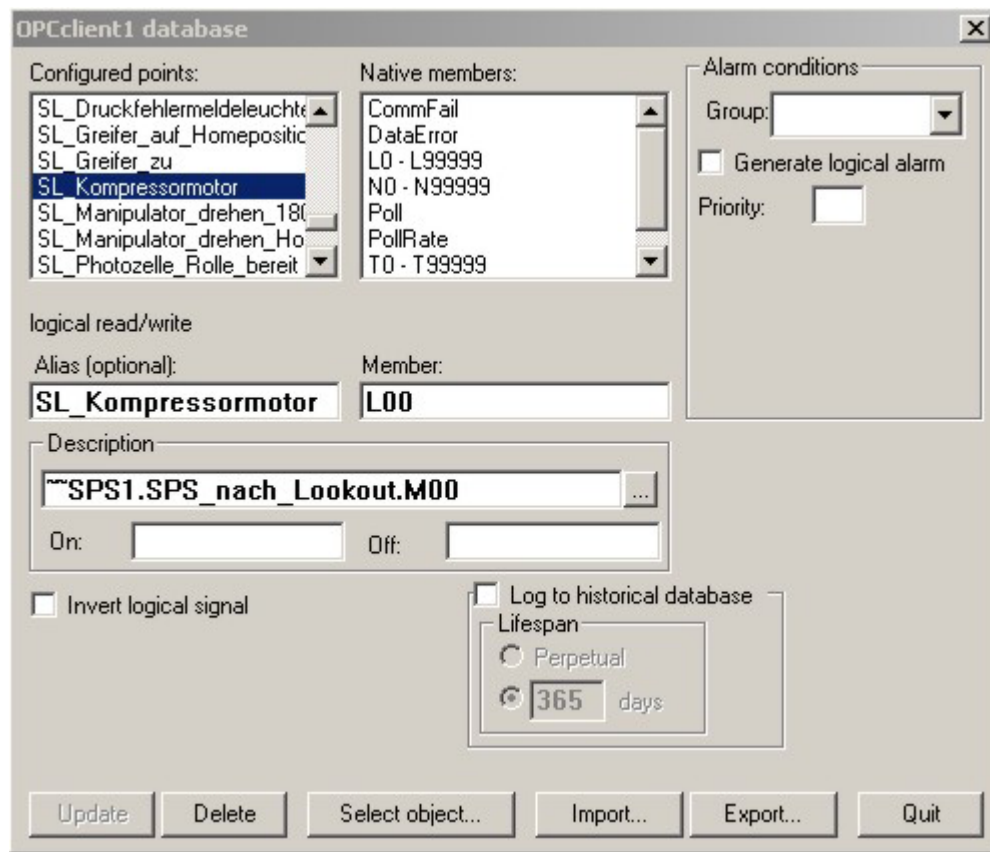 OPCclient1 database
Configured points:
SL_Druckfehlermeldeleuchte
SL_Greifer_auf_Homepositic
SL_Greifer_zu
SL_Kompressormotor
SL_Manipulator_drehen_180
SL_Manipulator_drehen_Ho
SL_Photozelle_Rolle_bereit
Native members:
CommFail
DataError
L0 - L99999
N0 - N99999
Poll
PollRate
T0 - T99999
Alarm conditions
Group:
Generate logical alarm
Priority:
logical read/write
Alias (optional):
SL_Kompressormotor
Member:
L00
Description
~~SPS1.SPS_nach_Lookout.M00
...
On:
Off:
Invert logical signal
Log to historical database
Lifespan
Perpetual
365 days
Update
Delete
Select object...
Import...
Export...
Quit